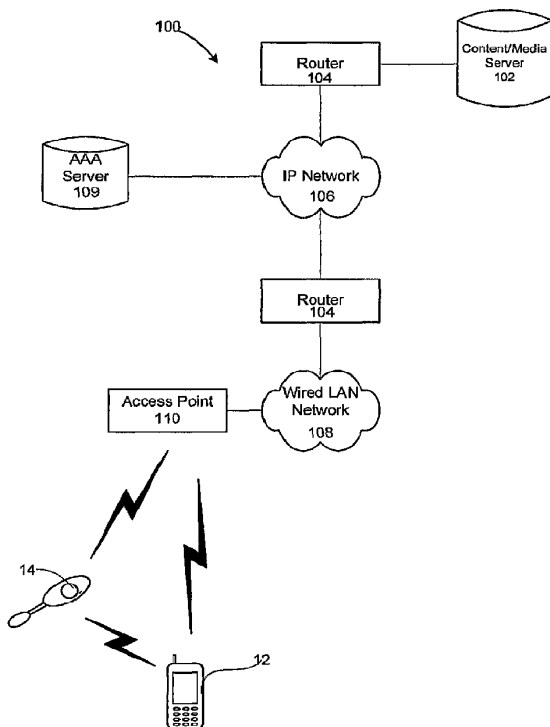 100
Router
104
Content/Media
Server
102
AAA
Server
109
IP Network
106
Router
104
Access Point
110
Wired LAN
Network
108
14
12